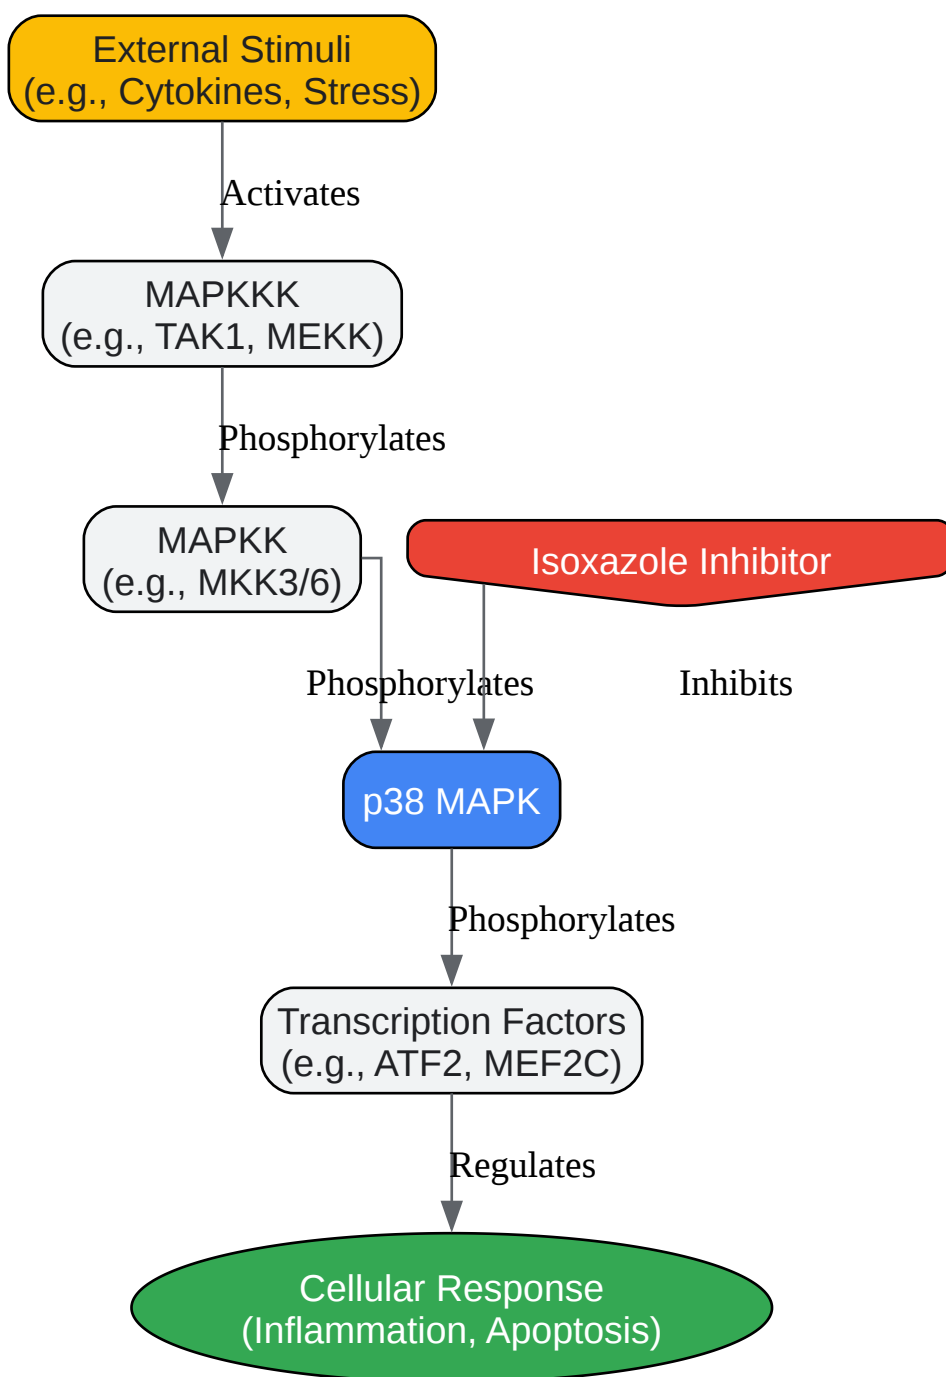 External Stimuli
(e.g., Cytokines, Stress)
Activates
MAPKKK
(e.g., TAK1, MEKK)
Phosphorylates
MAPKK
(e.g., MKK3/6)
Isoxazole Inhibitor
Phosphorylates
Inhibits
p38 MAPK
Phosphorylates
Transcription Factors
(e.g., ATF2, MEF2C)
Regulates
Cellular Response
(Inflammation, Apoptosis)